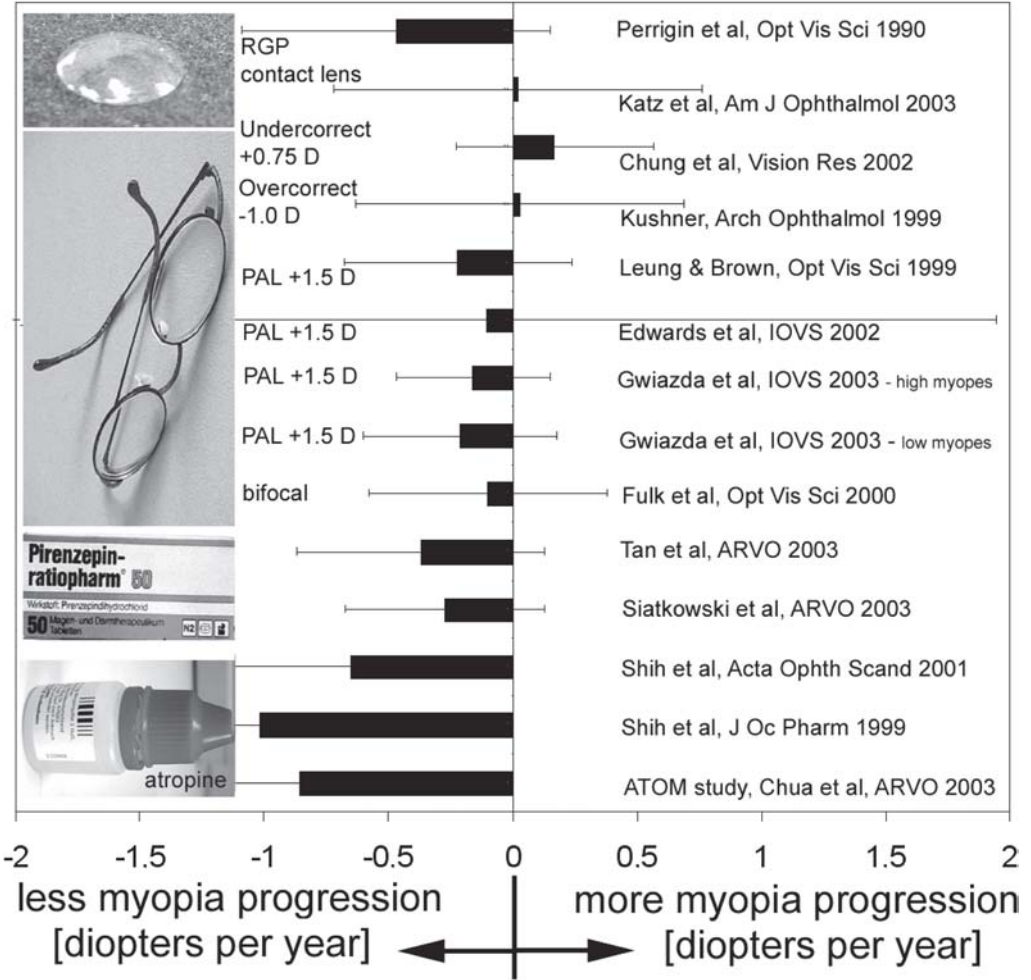 RGP
contact lens
Perrigin et al, Opt Vis Sci 1990
Katz et al, Am J Ophthalmol 2003
Undercorrect
+0.75 D
Chung et al, Vision Res 2002
Overcorrect
-1.0 D
Kushner, Arch Ophthalmol 1999
PAL +1.5 D
Leung & Brown, Opt Vis Sci 1999
PAL +1.5 D
Edwards et al, IOVS 2002
PAL +1.5 D
Gwiazda et al, IOVS 2003 - high myopes
PAL +1.5 D
Gwiazda et al, IOVS 2003 - low myopes
bifocal
Fulk et al, Opt Vis Sci 2000
Pirenzepin-
ratiopharm® 50
Wirkstoff: Pirenzepindihydrochlorid
50 Magen- und Darmtherapeutikum
Tabletten
N2
Tan et al, ARVO 2003
Siatkowski et al, ARVO 2003
Shih et al, Acta Ophth Scand 2001
Shih et al, J Oc Pharm 1999
atropine
ATOM study, Chua et al, ARVO 2003
-2 -1.5 -1 -0.5 0 0.5 1 1.5 2
less myopia progression
[diopters per year]
more myopia progression
[diopters per year]